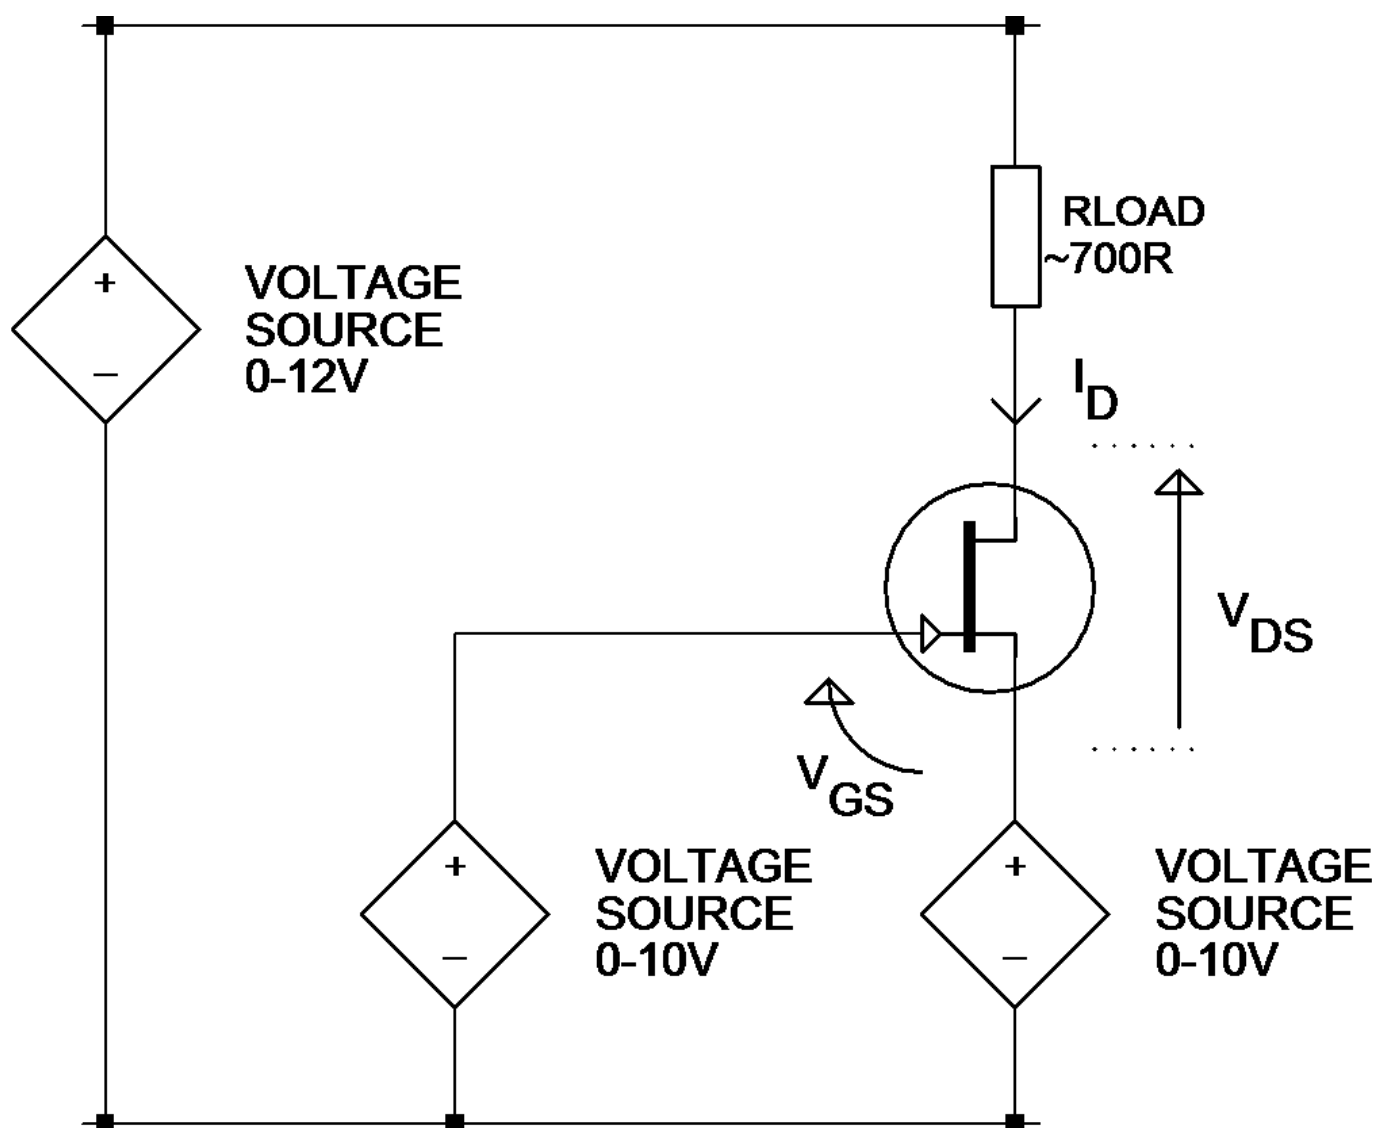 RLOAD
~700R
+
VOLTAGE
SOURCE
0-12V
–
I D
V DS
V GS
+
VOLTAGE
SOURCE
0-10V
–
+
VOLTAGE
SOURCE
0-10V
–